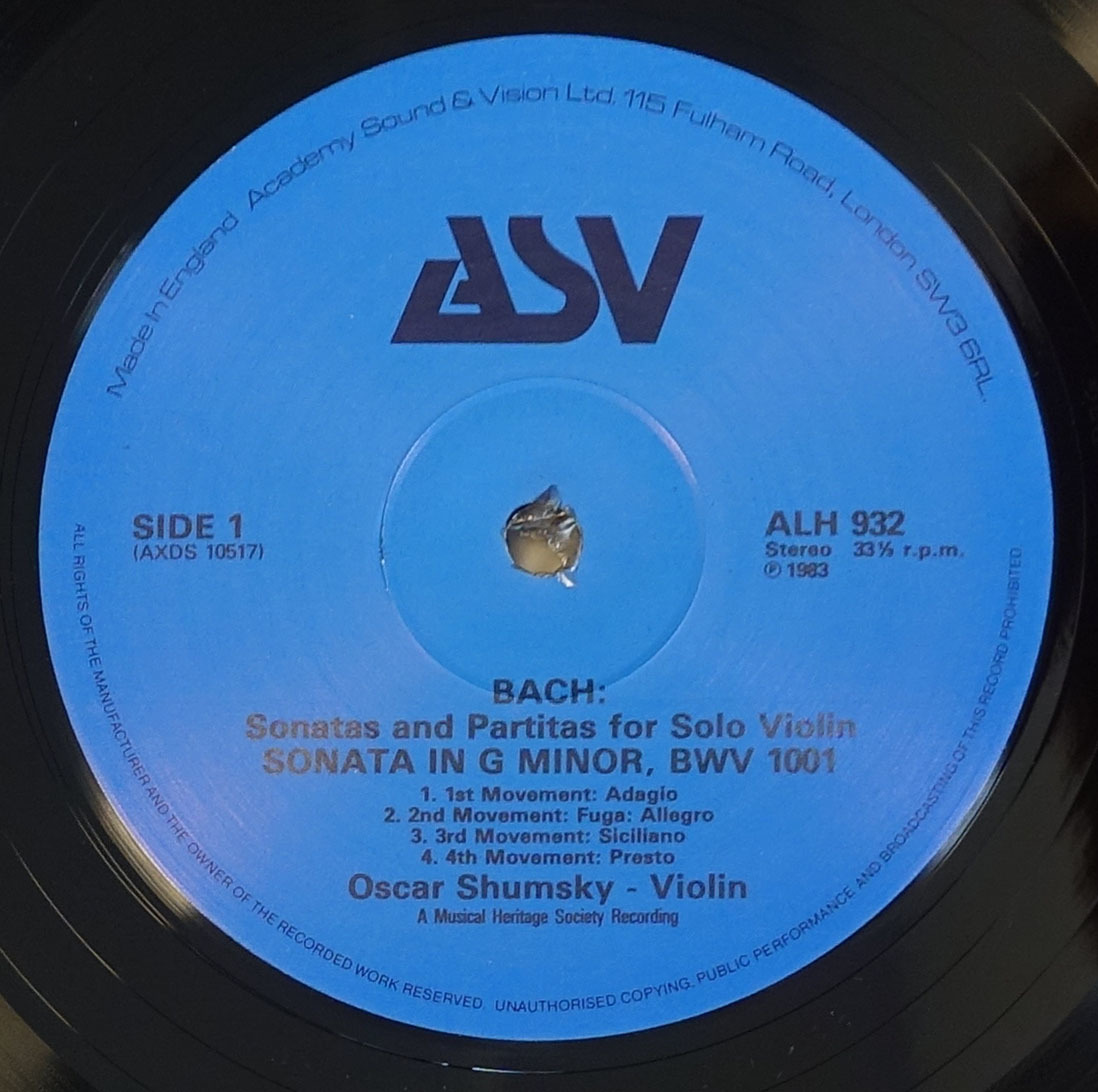 Made In England Academy Sound & Vision Ltd. 115 Fulham Road, London SW3 6RL.
ASV
SIDE 1
(AXDS 10517)
ALH 932
Stereo 33⅓ r.p.m.
℗ 1983
BACH:
Sonatas and Partitas for Solo Violin
SONATA IN G MINOR, BWV 1001
1. 1st Movement: Adagio
2. 2nd Movement: Fuga: Allegro
3. 3rd Movement: Siciliano
4. 4th Movement: Presto
Oscar Shumsky - Violin
A Musical Heritage Society Recording
ALL RIGHTS OF THE MANUFACTURER AND THE OWNER OF THE RECORDED WORK RESERVED. UNAUTHORISED COPYING. PUBLIC PERFORMANCE AND BROADCASTING OF THIS RECORD PROHIBITED